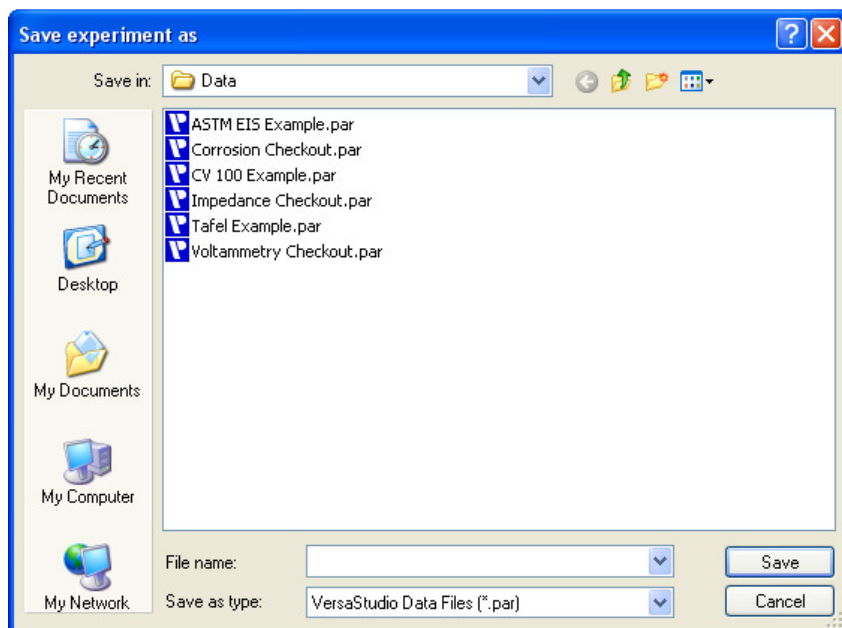 Save experiment as
Save in:
Data
My Recent
Documents
Desktop
My Documents
My Computer
My Network
ASTM EIS Example.par
Corrosion Checkout.par
CV 100 Example.par
Impedance Checkout.par
Tafel Example.par
Voltammetry Checkout.par
File name:
Save
Save as type:
VersaStudio Data Files (*.par)
Cancel